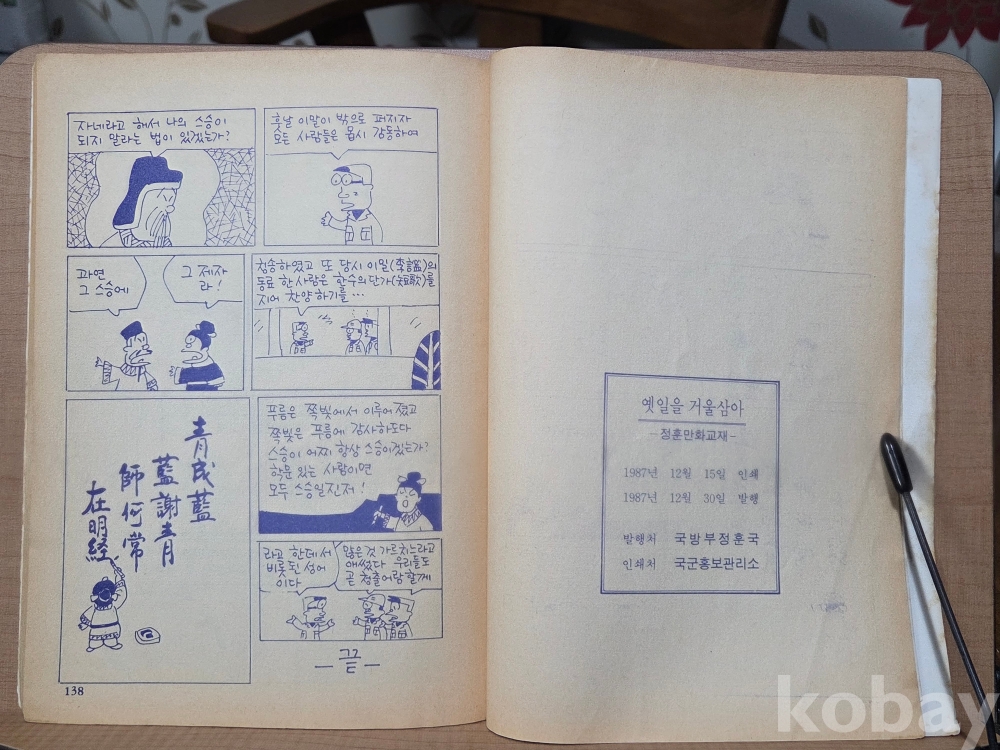 자네라고 해서 나의 스승이
되지 말라는 법이 있겠는가?
훗날 이말이 밖으로 퍼지자
모든 사람들은 몹시 감동하여
과연
그 스승에
그 제자
라!
칭송하였고 또 당시 이밀(李謐)의
동료 한사람은 한수의 단가(短歌)를
지어 찬양하기를…
青成藍
藍謝青
師何常
在明経
푸름은 쪽빛에서 이루어 졌고
쪽빛은 푸름에 감사하도다
스승이 어찌 항상 스승이겠는가?
학문 있는 사람이면
모두 스승일진저!
라고 한데서
비롯된 성어
이다
많은것 가르치느라고
애썼다 우리들도
곧 청출어람할게
—끝—
138
옛일을 거울삼아
—정훈만화교재—
1987년 12월 15일 인쇄
1987년 12월 30일 발행
발행처 국방부정훈국
인쇄처 국군홍보관리소
kobay